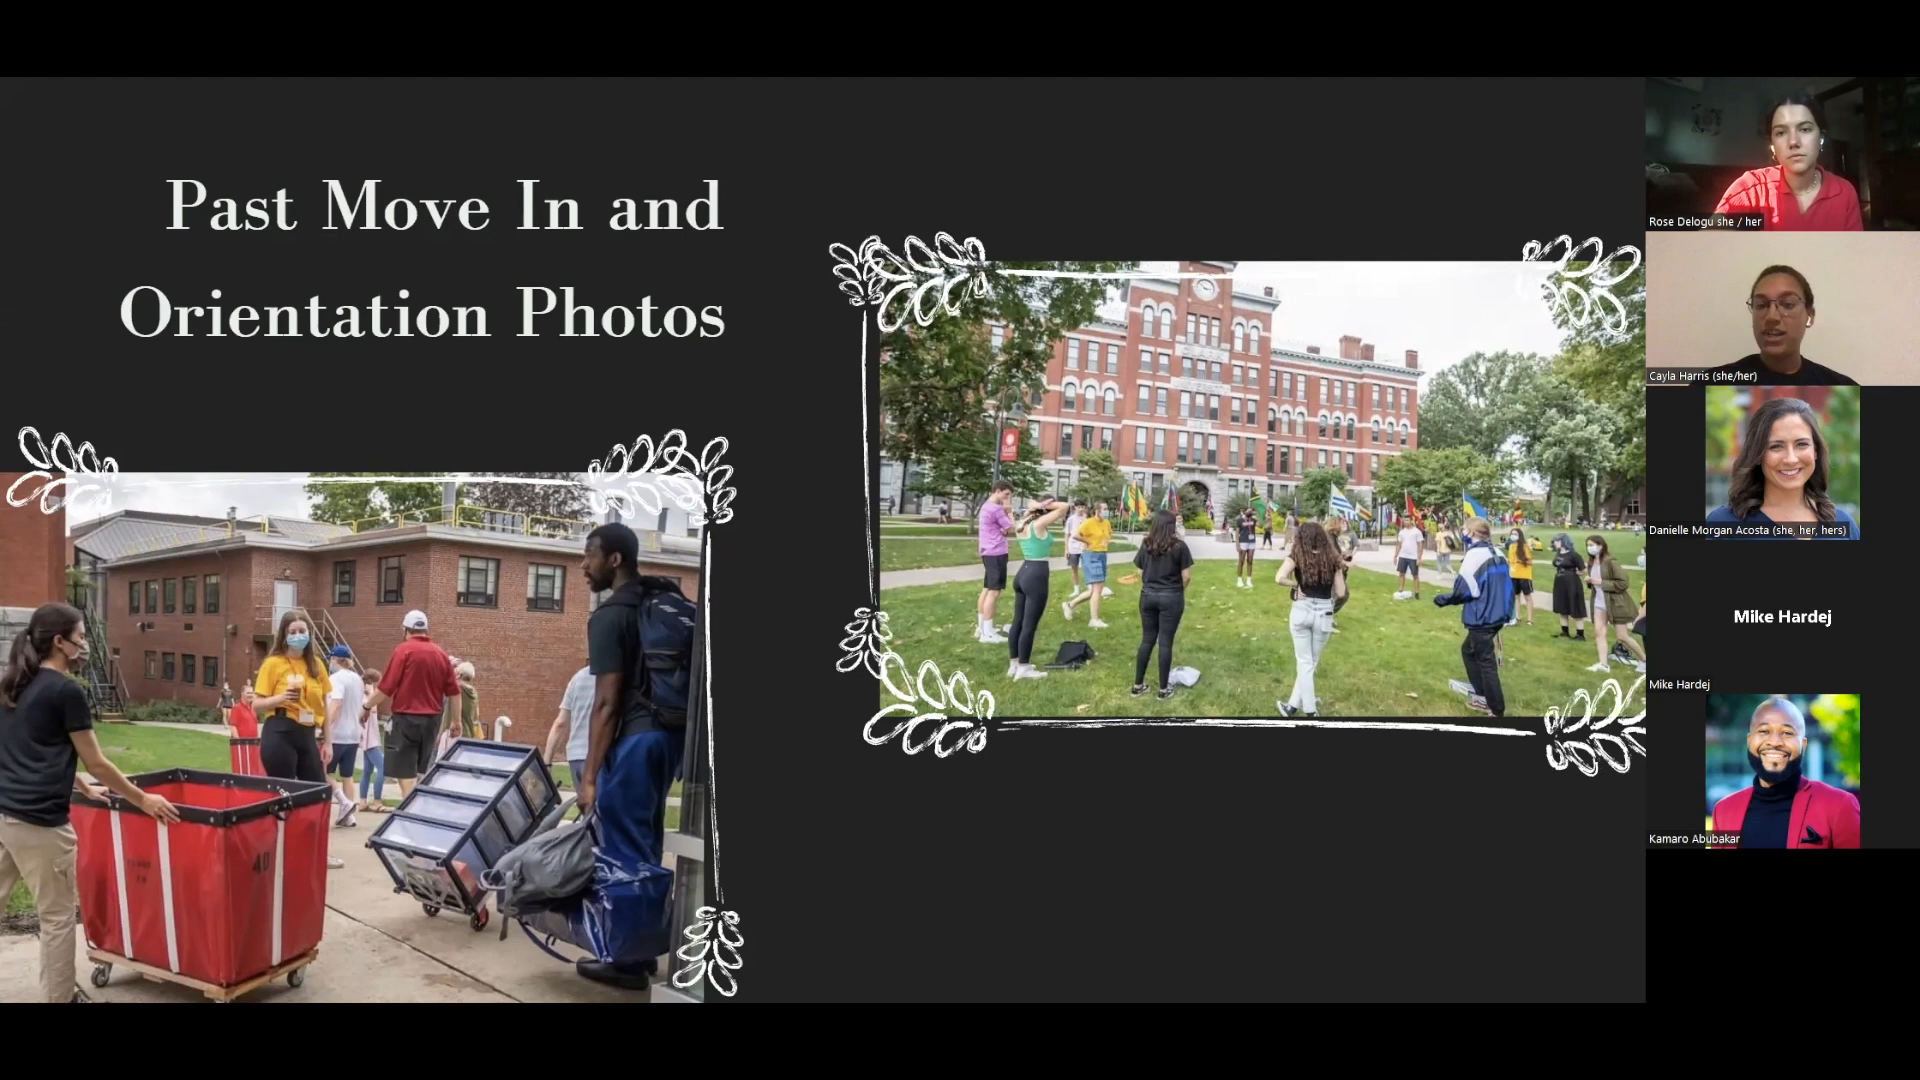 Past Move In and
Orientation Photos
40
Rose Delogu she / her
Cayla Harris (she/her)
Danielle Morgan Acosta (she, her, hers)
Mike Hardej
Mike Hardej
Kamaro Abubakar